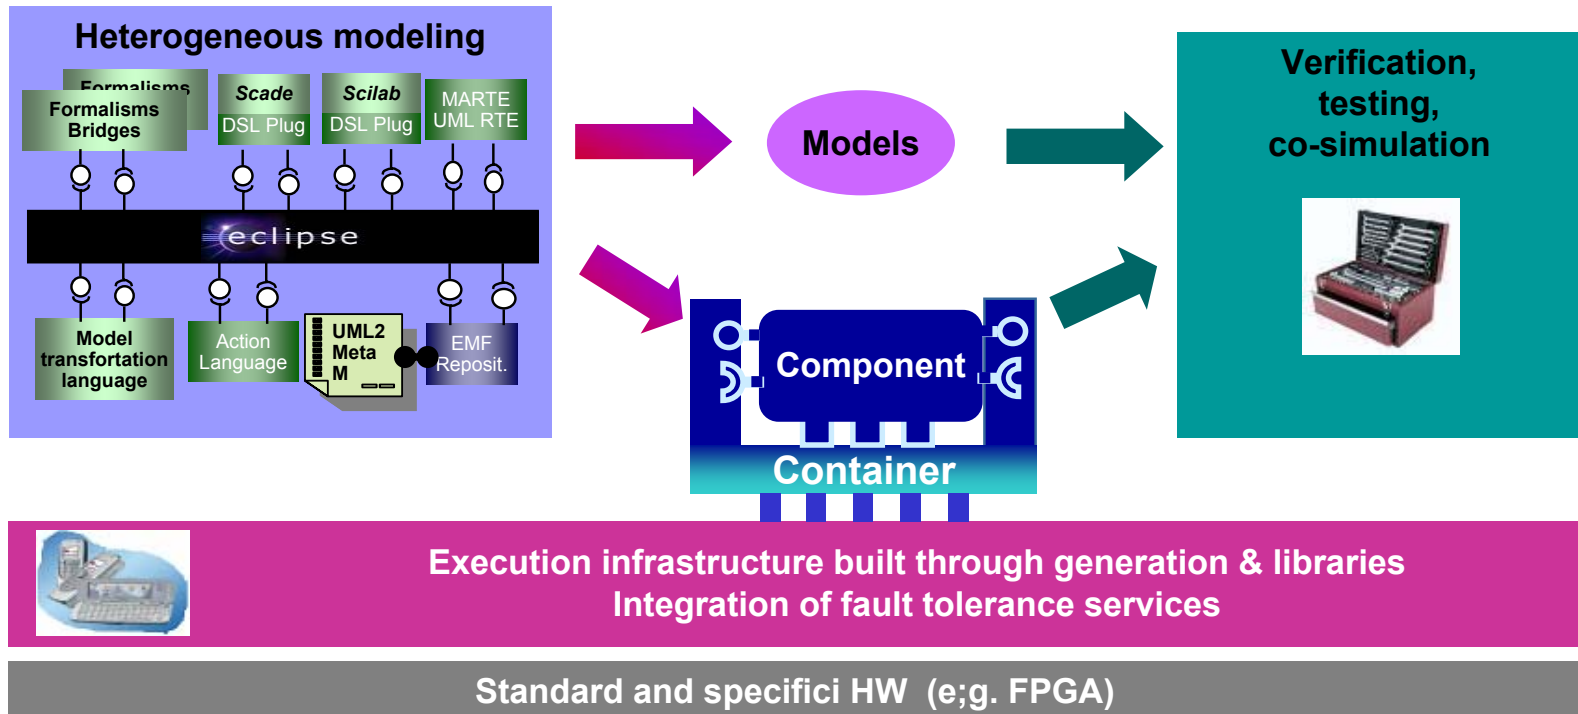 Heterogeneous modeling
Formalisms
Formalisms
Bridges
Scade
DSL Plug
Scilab
DSL Plug
MARTE
UML RTE
eclipse
Model
transfortation
language
Action
Language
UML2
Meta
M
EMF
Reposit.
Models
Component
Container
Verification,
testing,
co-simulation
Execution infrastructure built through generation & libraries
Integration of fault tolerance services
Standard and specifici HW (e;g. FPGA)